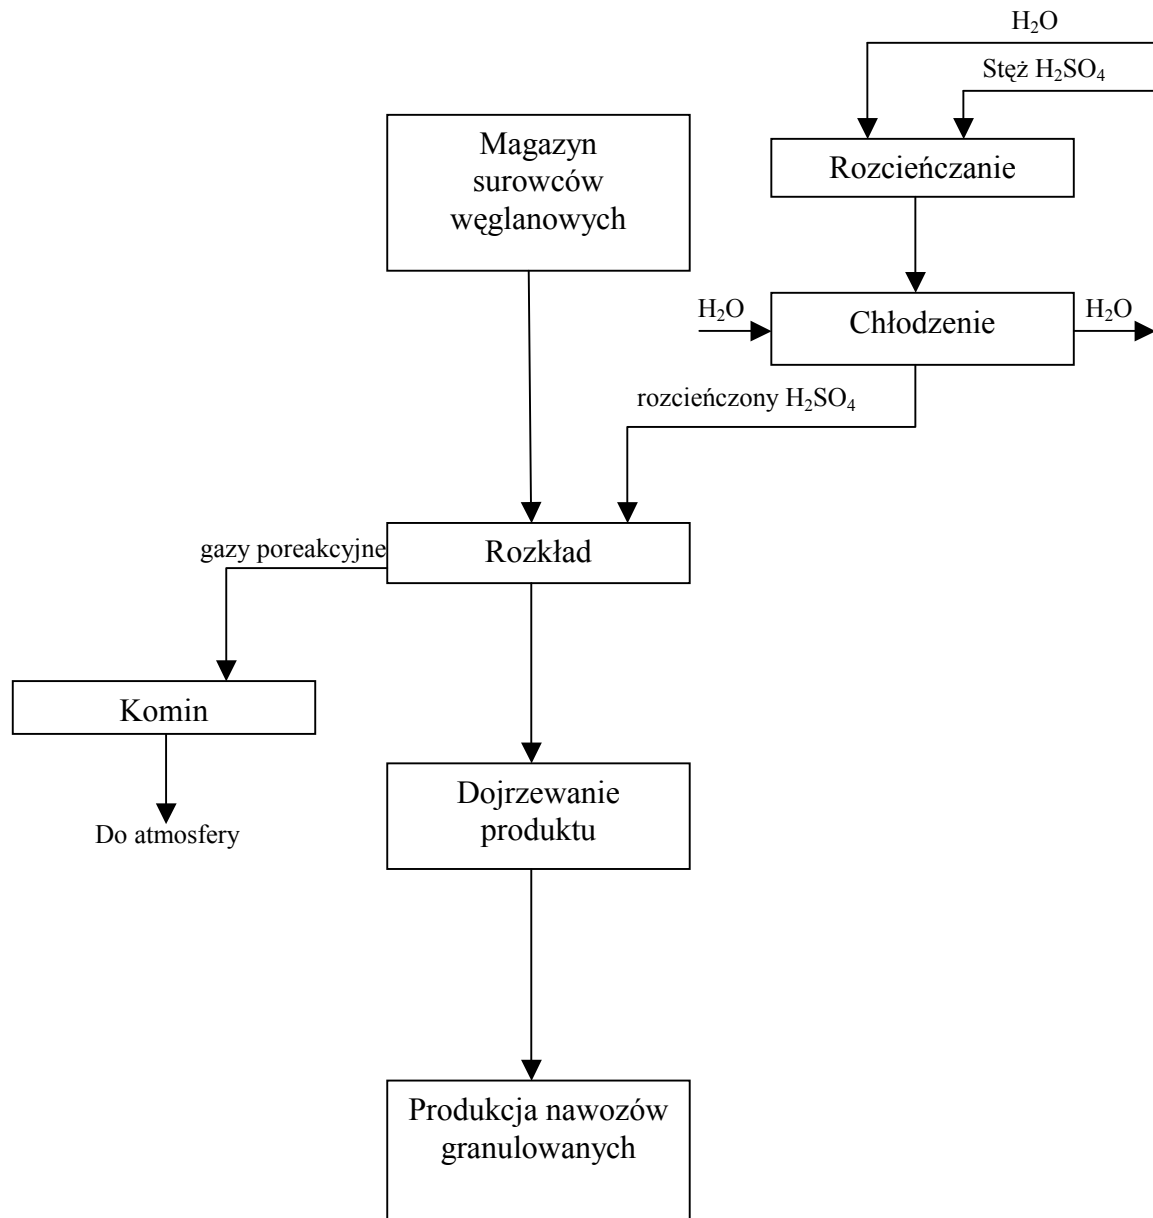 H₂O
Stęż H₂SO₄
Magazyn
surowców
węglanowych
Rozcieńczanie
H₂O
Chłodzenie
H₂O
rozcieńczony H₂SO₄
gazy poreakcyjne
Rozkład
Komin
Do atmosfery
Dojrzewanie
produktu
Produkcja nawozów
granulowanych